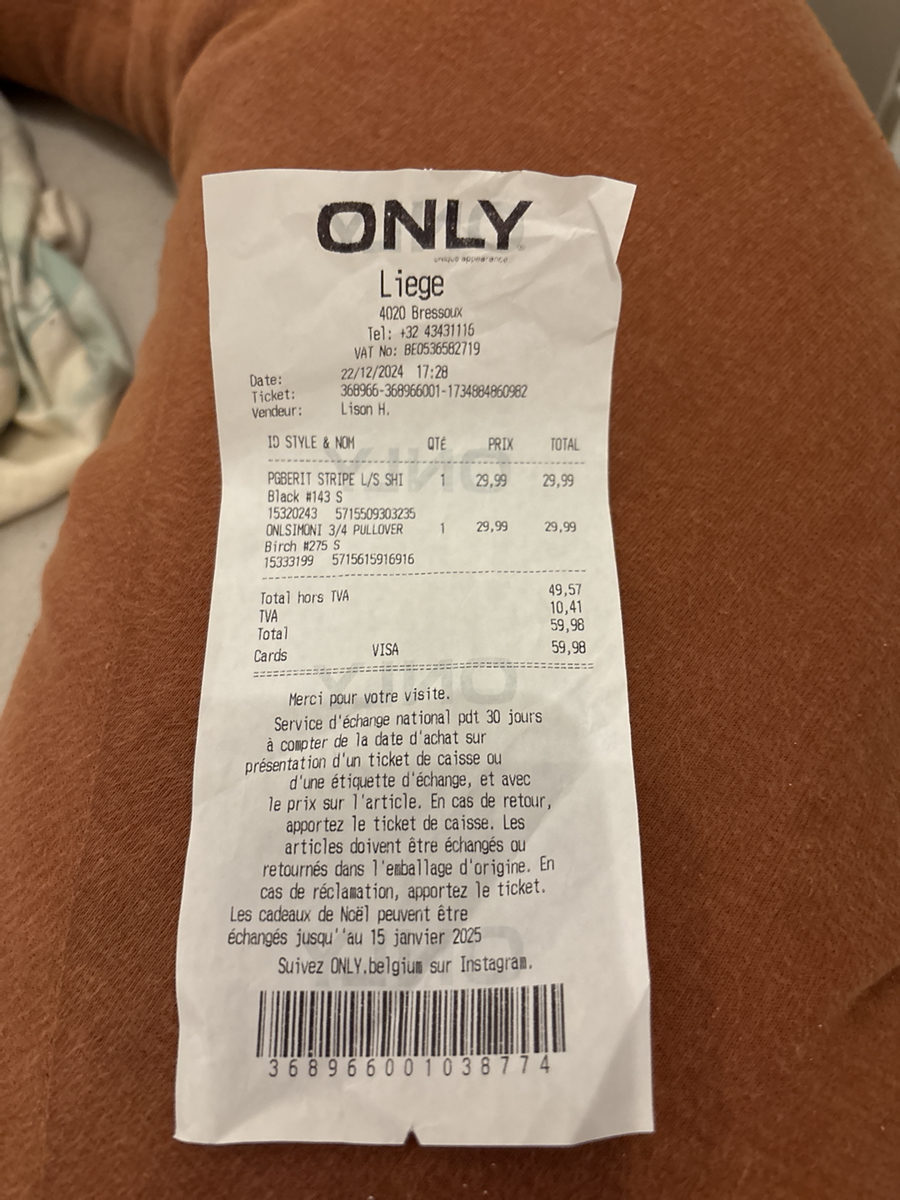 ONLY
unique appearance
Liege
4020 Bressoux
Tel: +32 43431116
VAT No: BE0536582719
Date: 22/12/2024 17:28
Ticket: 368966-368966001-1734884860982
Vendeur: Lison H.
ID STYLE & NOM QTÉ PRIX TOTAL
PGBERIT STRIPE L/S SHI 1 29,99 29,99
Black #143 S
15320243 5715509303235
ONLSIMONI 3/4 PULLOVER 1 29,99 29,99
Birch #275 S
15333199 5715615916916
Total hors TVA 49,57
TVA 10,41
Total 59,98
Cards VISA 59,98
Merci pour votre visite.
Service d'échange national pdt 30 jours
à compter de la date d'achat sur
présentation d'un ticket de caisse ou
d'une étiquette d'échange, et avec
le prix sur l'article. En cas de retour,
apportez le ticket de caisse. Les
articles doivent être échangés ou
retournés dans l'emballage d'origine. En
cas de réclamation, apportez le ticket.
Les cadeaux de Noël peuvent être
échangés jusqu''au 15 janvier 2025
Suivez ONLY.belgium sur Instagram.
368966001038774